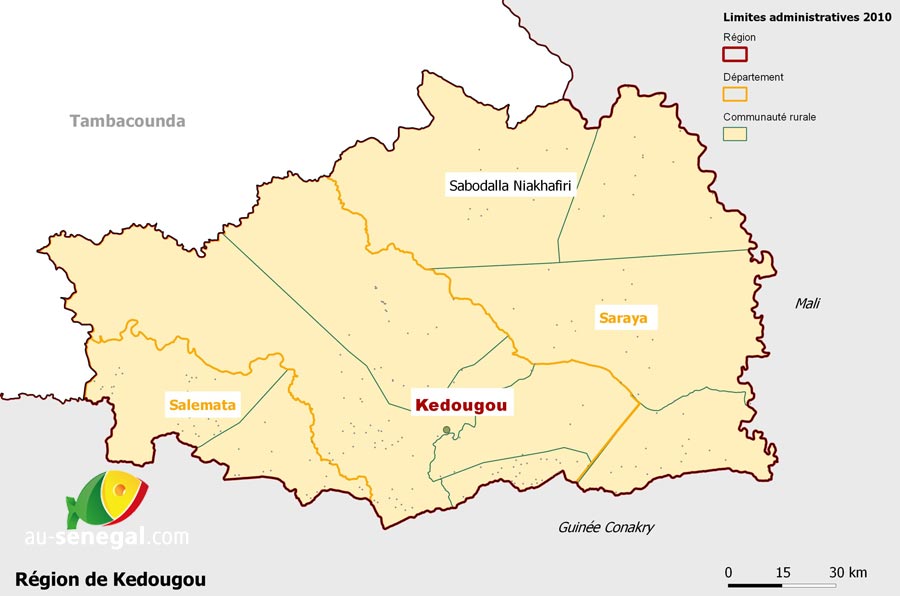 Limites administratives 2010
Région
Département
Communauté rurale
Tambacounda
Sabodalla Niakhafiri
Mali
Saraya
Salemata
Kedougou
Guinée Conakry
au-senegal.com
Région de Kedougou
0 15 30 km